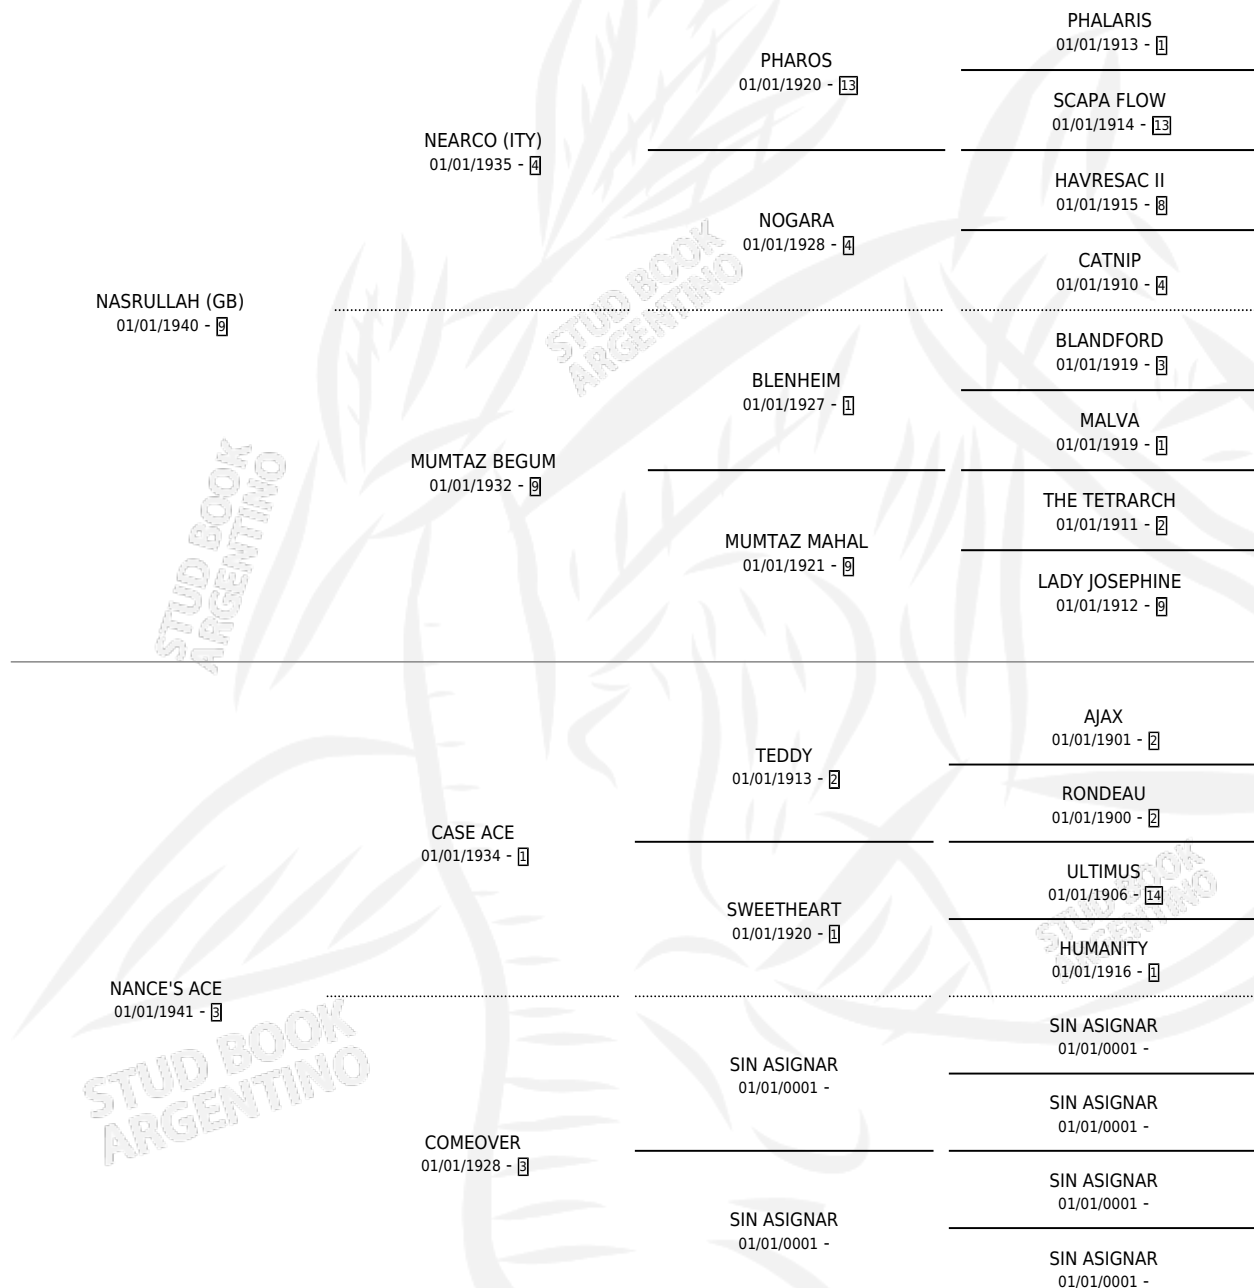 PHALARIS
01/01/1913 - 1
PHAROS
01/01/1920 - 13
SCAPA FLOW
01/01/1914 - 13
NEARCO (ITY)
01/01/1935 - 4
HAVRESAC II
01/01/1915 - 8
NOGARA
01/01/1928 - 4
CATNIP
01/01/1910 - 4
NASRULLAH (GB)
01/01/1940 - 9
STUD BOOK
ARGENTINO
BLANDFORD
01/01/1919 - 3
BLENHEIM
01/01/1927 - 1
MALVA
01/01/1919 - 1
MUMTAZ BEGUM
01/01/1932 - 9
THE TETRARCH
01/01/1911 - 2
MUMTAZ MAHAL
01/01/1921 - 9
LADY JOSEPHINE
01/01/1912 - 9
STUD BOOK
ARGENTINO
AJAX
01/01/1901 - 2
TEDDY
01/01/1913 - 2
RONDEAU
01/01/1900 - 2
CASE ACE
01/01/1934 - 1
ULTIMUS
01/01/1906 - 14
SWEETHEART
01/01/1920 - 1
STUD BOOK
ARGENTINO
HUMANITY
01/01/1916 - 1
NANCE'S ACE
01/01/1941 - 3
SIN ASIGNAR
01/01/0001 -
STUD BOOK
ARGENTINO
SIN ASIGNAR
01/01/0001 -
SIN ASIGNAR
01/01/0001 -
COMEOVER
01/01/1928 - 3
SIN ASIGNAR
01/01/0001 -
SIN ASIGNAR
01/01/0001 -
SIN ASIGNAR
01/01/0001 -